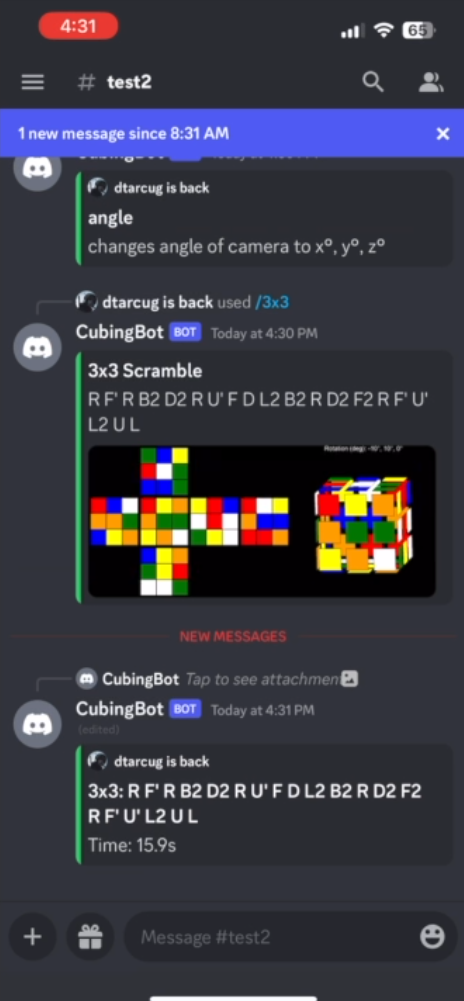 4:31
65
# test2
1 new message since 8:31 AM
CubingBot
dtarcug is back
angle
changes angle of camera to xº, yº, zº
dtarcug is back used /3x3
CubingBot BOT Today at 4:30 PM
3x3 Scramble
R F' R B2 D2 R U' F D L2 B2 R D2 F2 R F' U'
L2 U L
Rotation (deg): -10°, 10°, 0°
NEW MESSAGES
CubingBot Tap to see attachmen
CubingBot BOT Today at 4:31 PM
(edited)
dtarcug is back
3x3: R F' R B2 D2 R U' F D L2 B2 R D2 F2
R F' U' L2 U L
Time: 15.9s
Message #test2